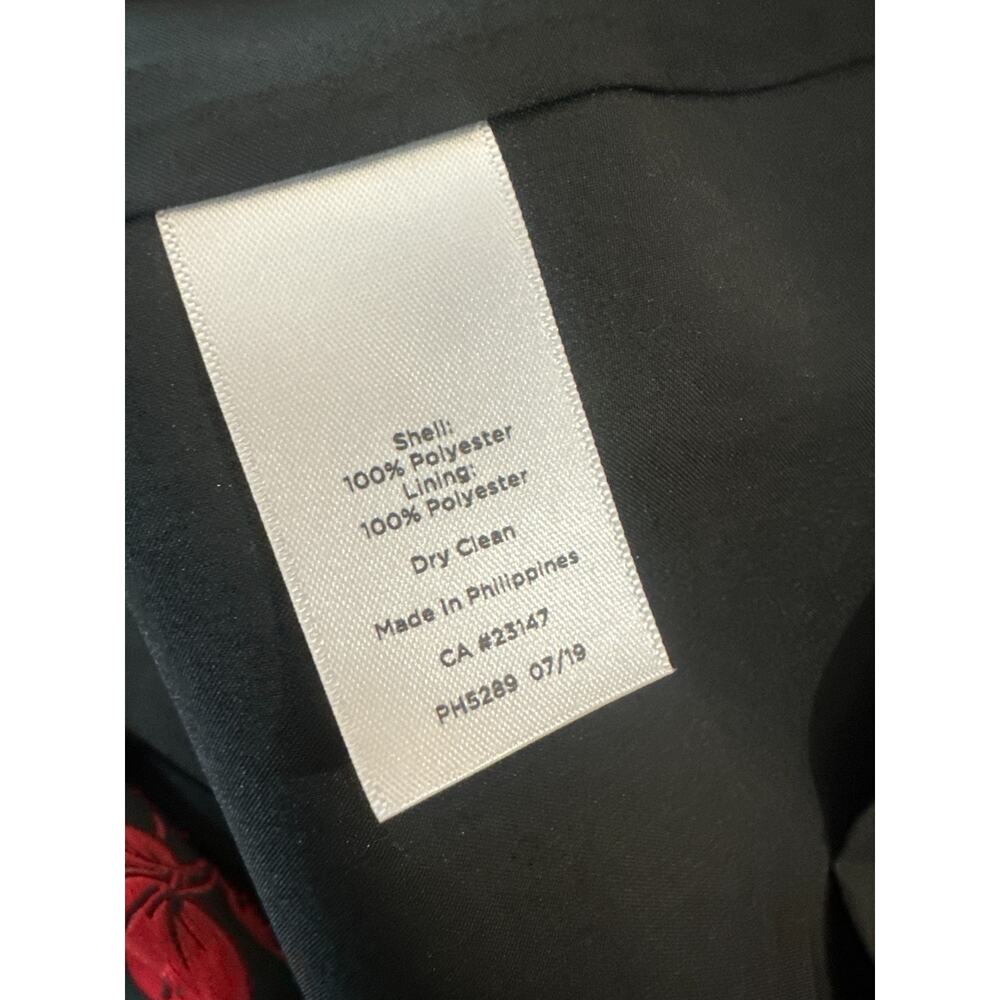 Shell:
100% Polyester
Lining:
100% Polyester
Dry Clean
Made in Philippines
CA #23147
PH5289 07/19